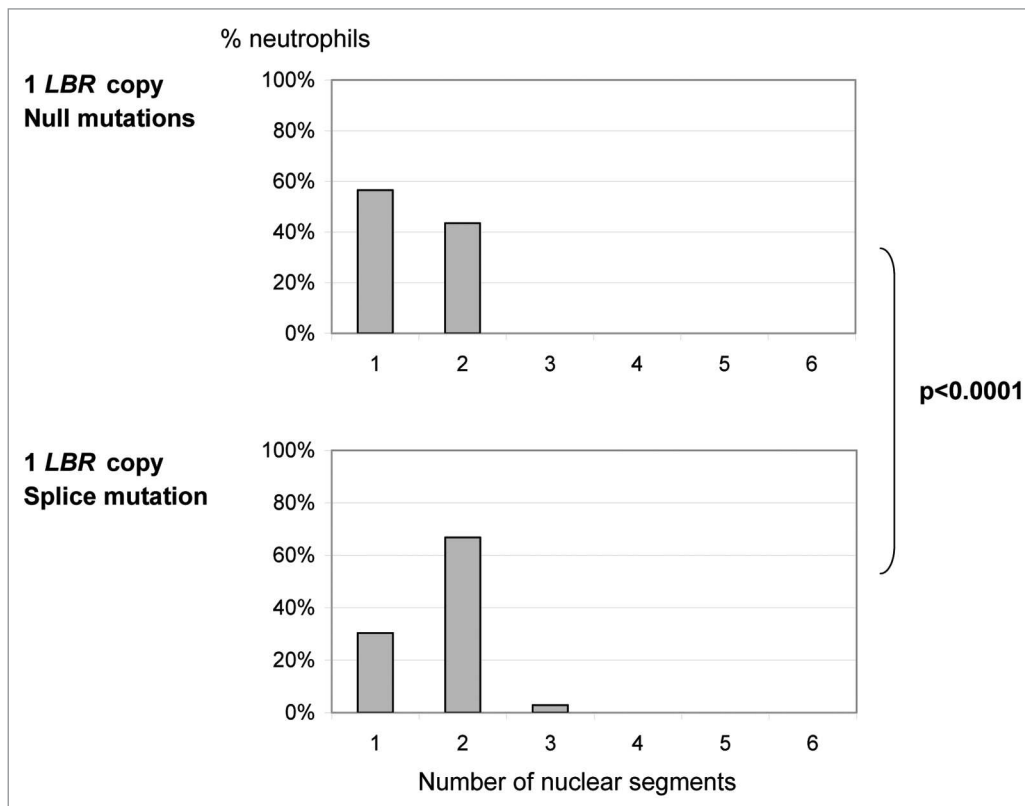 % neutrophils
1 LBR copy
Null mutations
100%
80%
60%
40%
20%
0%
1 2 3 4 5 6
p<0.0001
1 LBR copy
Splice mutation
100%
80%
60%
40%
20%
0%
1 2 3 4 5 6
Number of nuclear segments